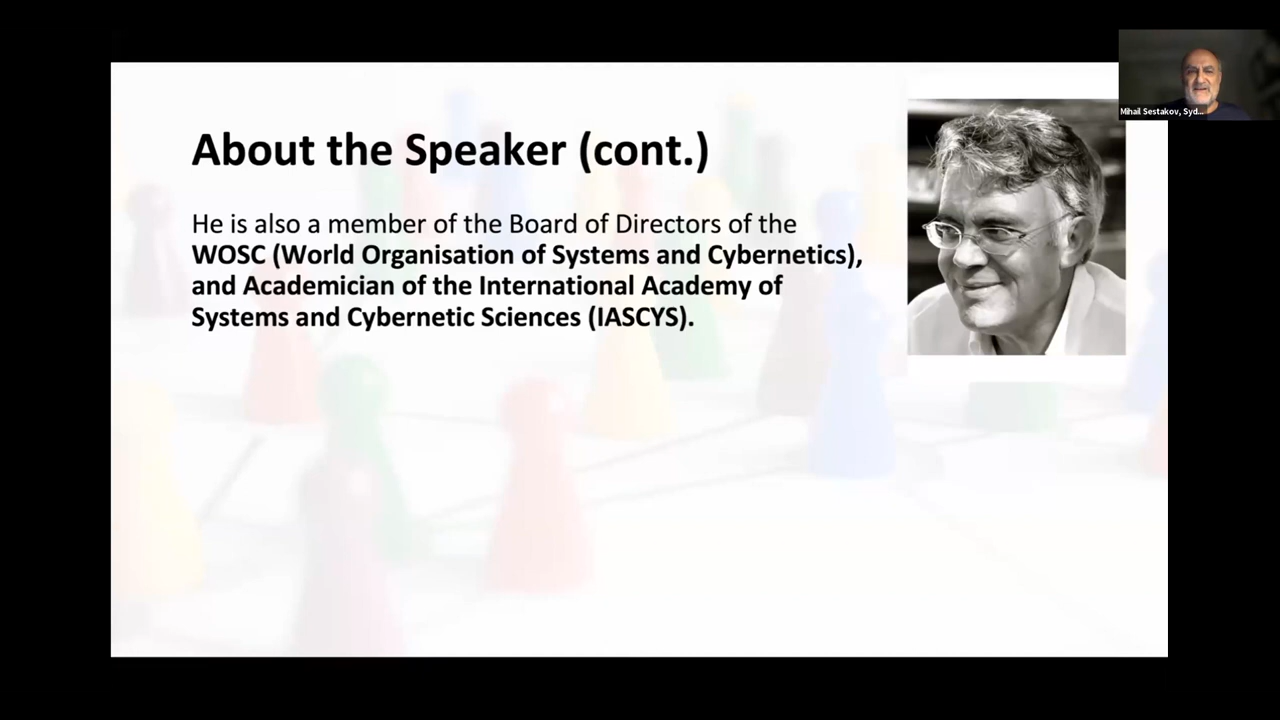 About the Speaker (cont.)
He is also a member of the Board of Directors of the
WOSC (World Organisation of Systems and Cybernetics),
and Academician of the International Academy of
Systems and Cybernetic Sciences (IASCYS).
Mihail Sestakov, Syd...